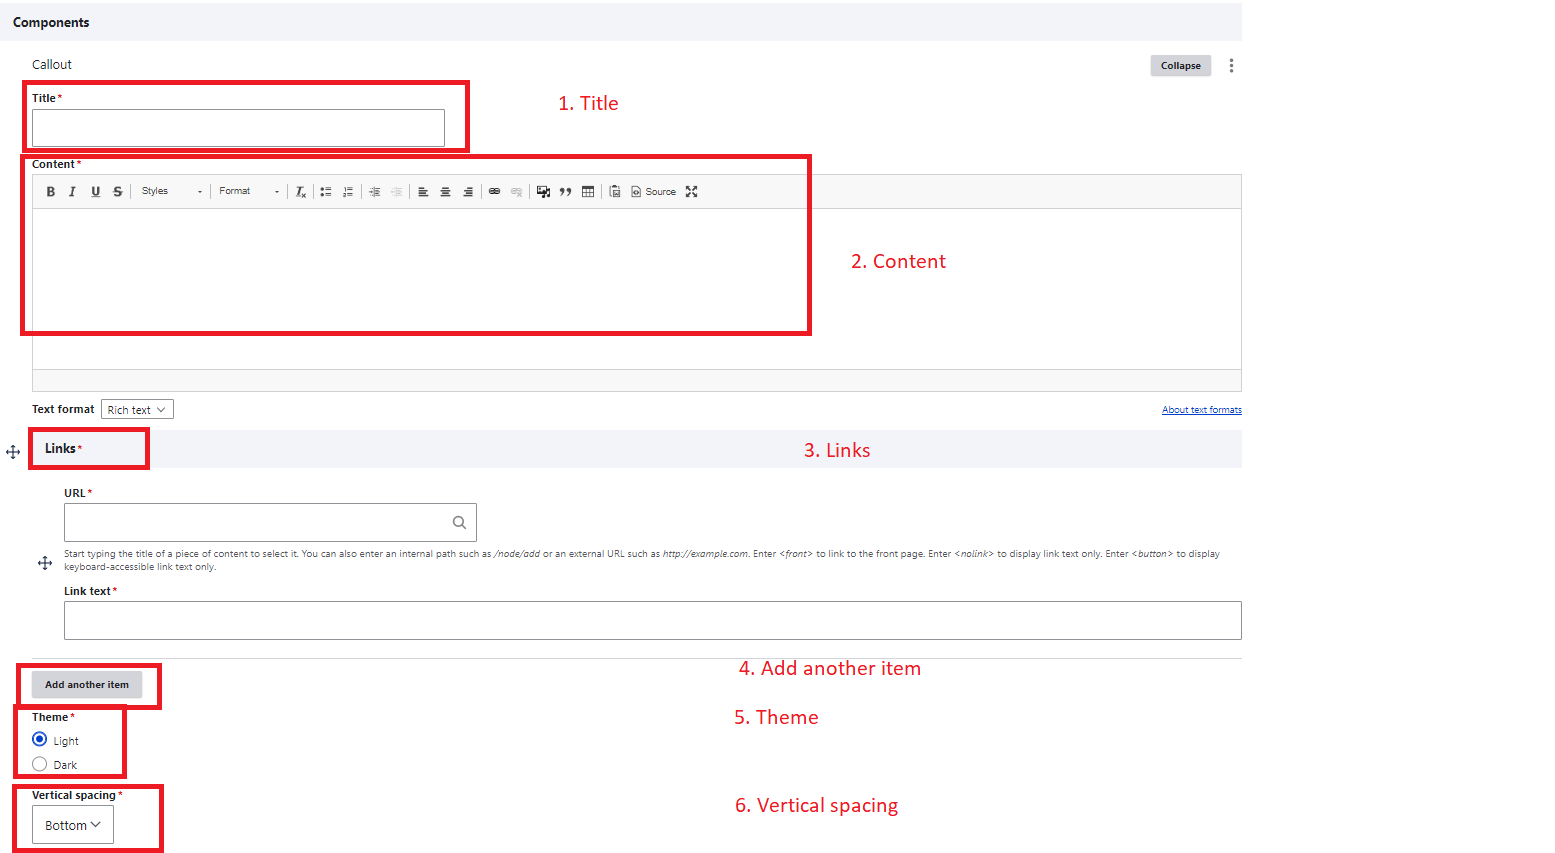 Components
Callout
Collapse
Title*
1. Title
Content*
B I U S Styles Format Source
2. Content
Text format Rich text
About text formats
Links*
3. Links
URL*
Start typing the title of a piece of content to select it. You can also enter an internal path such as /node/add or an external URL such as http://example.com. Enter <front> to link to the front page. Enter <nolink> to display link text only. Enter <button> to display
keyboard-accessible link text only.
Link text*
4. Add another item
Add another item
Theme*
5. Theme
Light
Dark
Vertical spacing*
6. Vertical spacing
Bottom